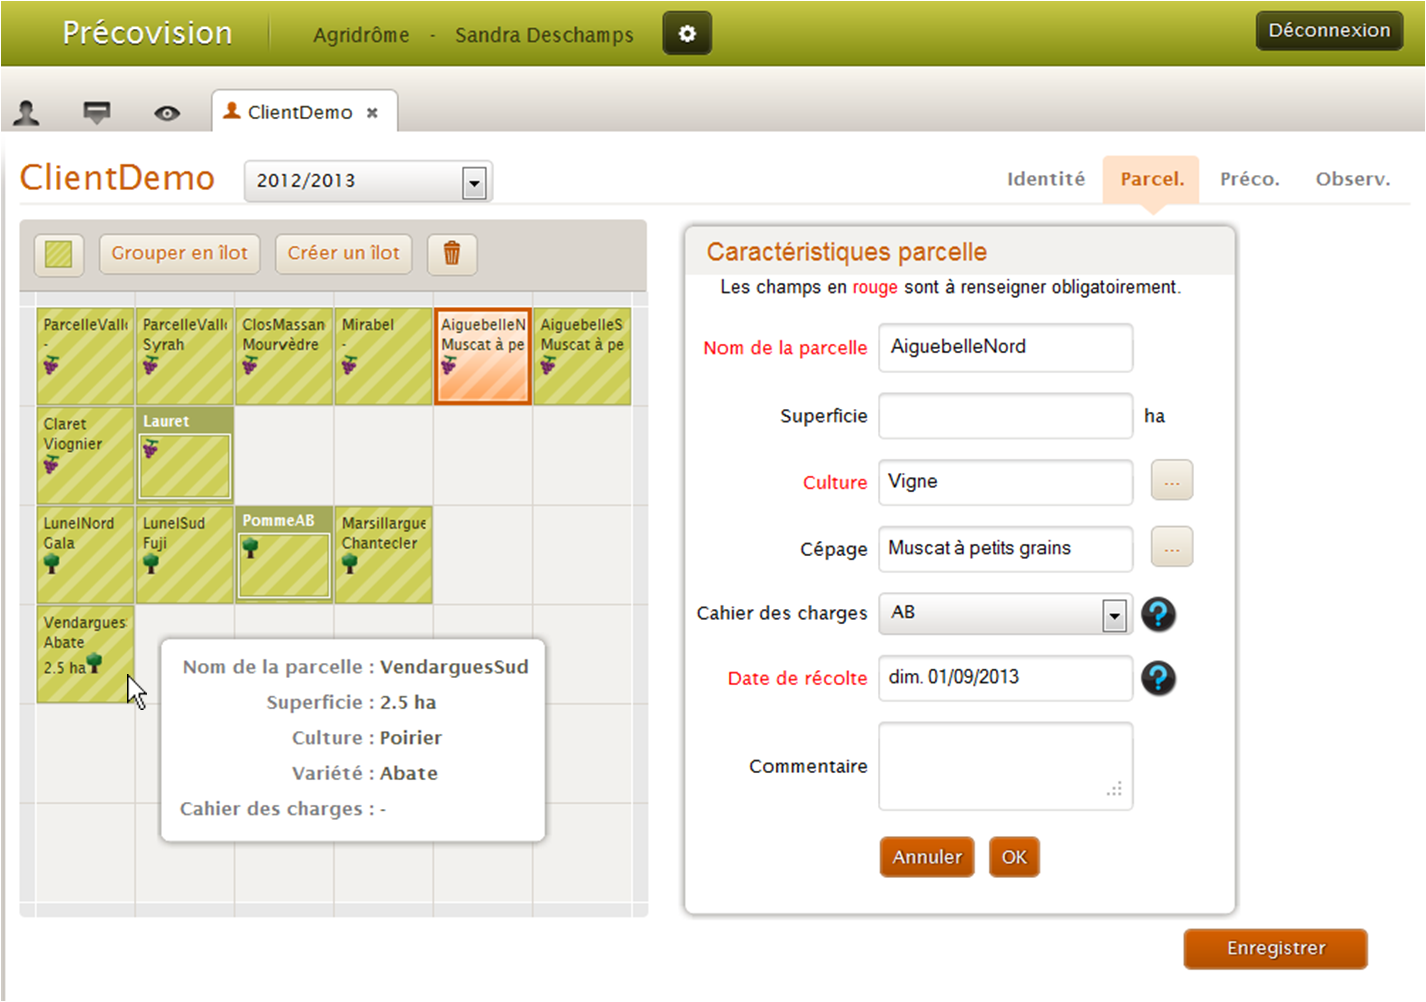 Précovision
Agridrôme - Sandra Deschamps
Déconnexion
ClientDemo
ClientDemo
2012/2013
Identité
Parcel.
Préco.
Observ.
Grouper en îlot
Créer un îlot
ParcelleVall
-
ParcelleVall
Syrah
ClosMassan
Mourvèdre
Mirabel
-
AiguebelleN
Muscat à pe
AiguebelleS
Muscat à pe
Claret
Viognier
Lauret
LunelNord
Gala
LunelSud
Fuji
PommeAB
Marsillargue
Chantecler
Vendargues
Abate
2.5 ha
Nom de la parcelle : VendarguesSud
Superficie : 2.5 ha
Culture : Poirier
Variété : Abate
Cahier des charges : -
Caractéristiques parcelle
Les champs en rouge sont à renseigner obligatoirement.
Nom de la parcelle AiguebelleNord
Superficie ha
Culture Vigne ...
Cépage Muscat à petits grains ...
Cahier des charges AB ?
Date de récolte dim. 01/09/2013 ?
Commentaire
Annuler
OK
Enregistrer